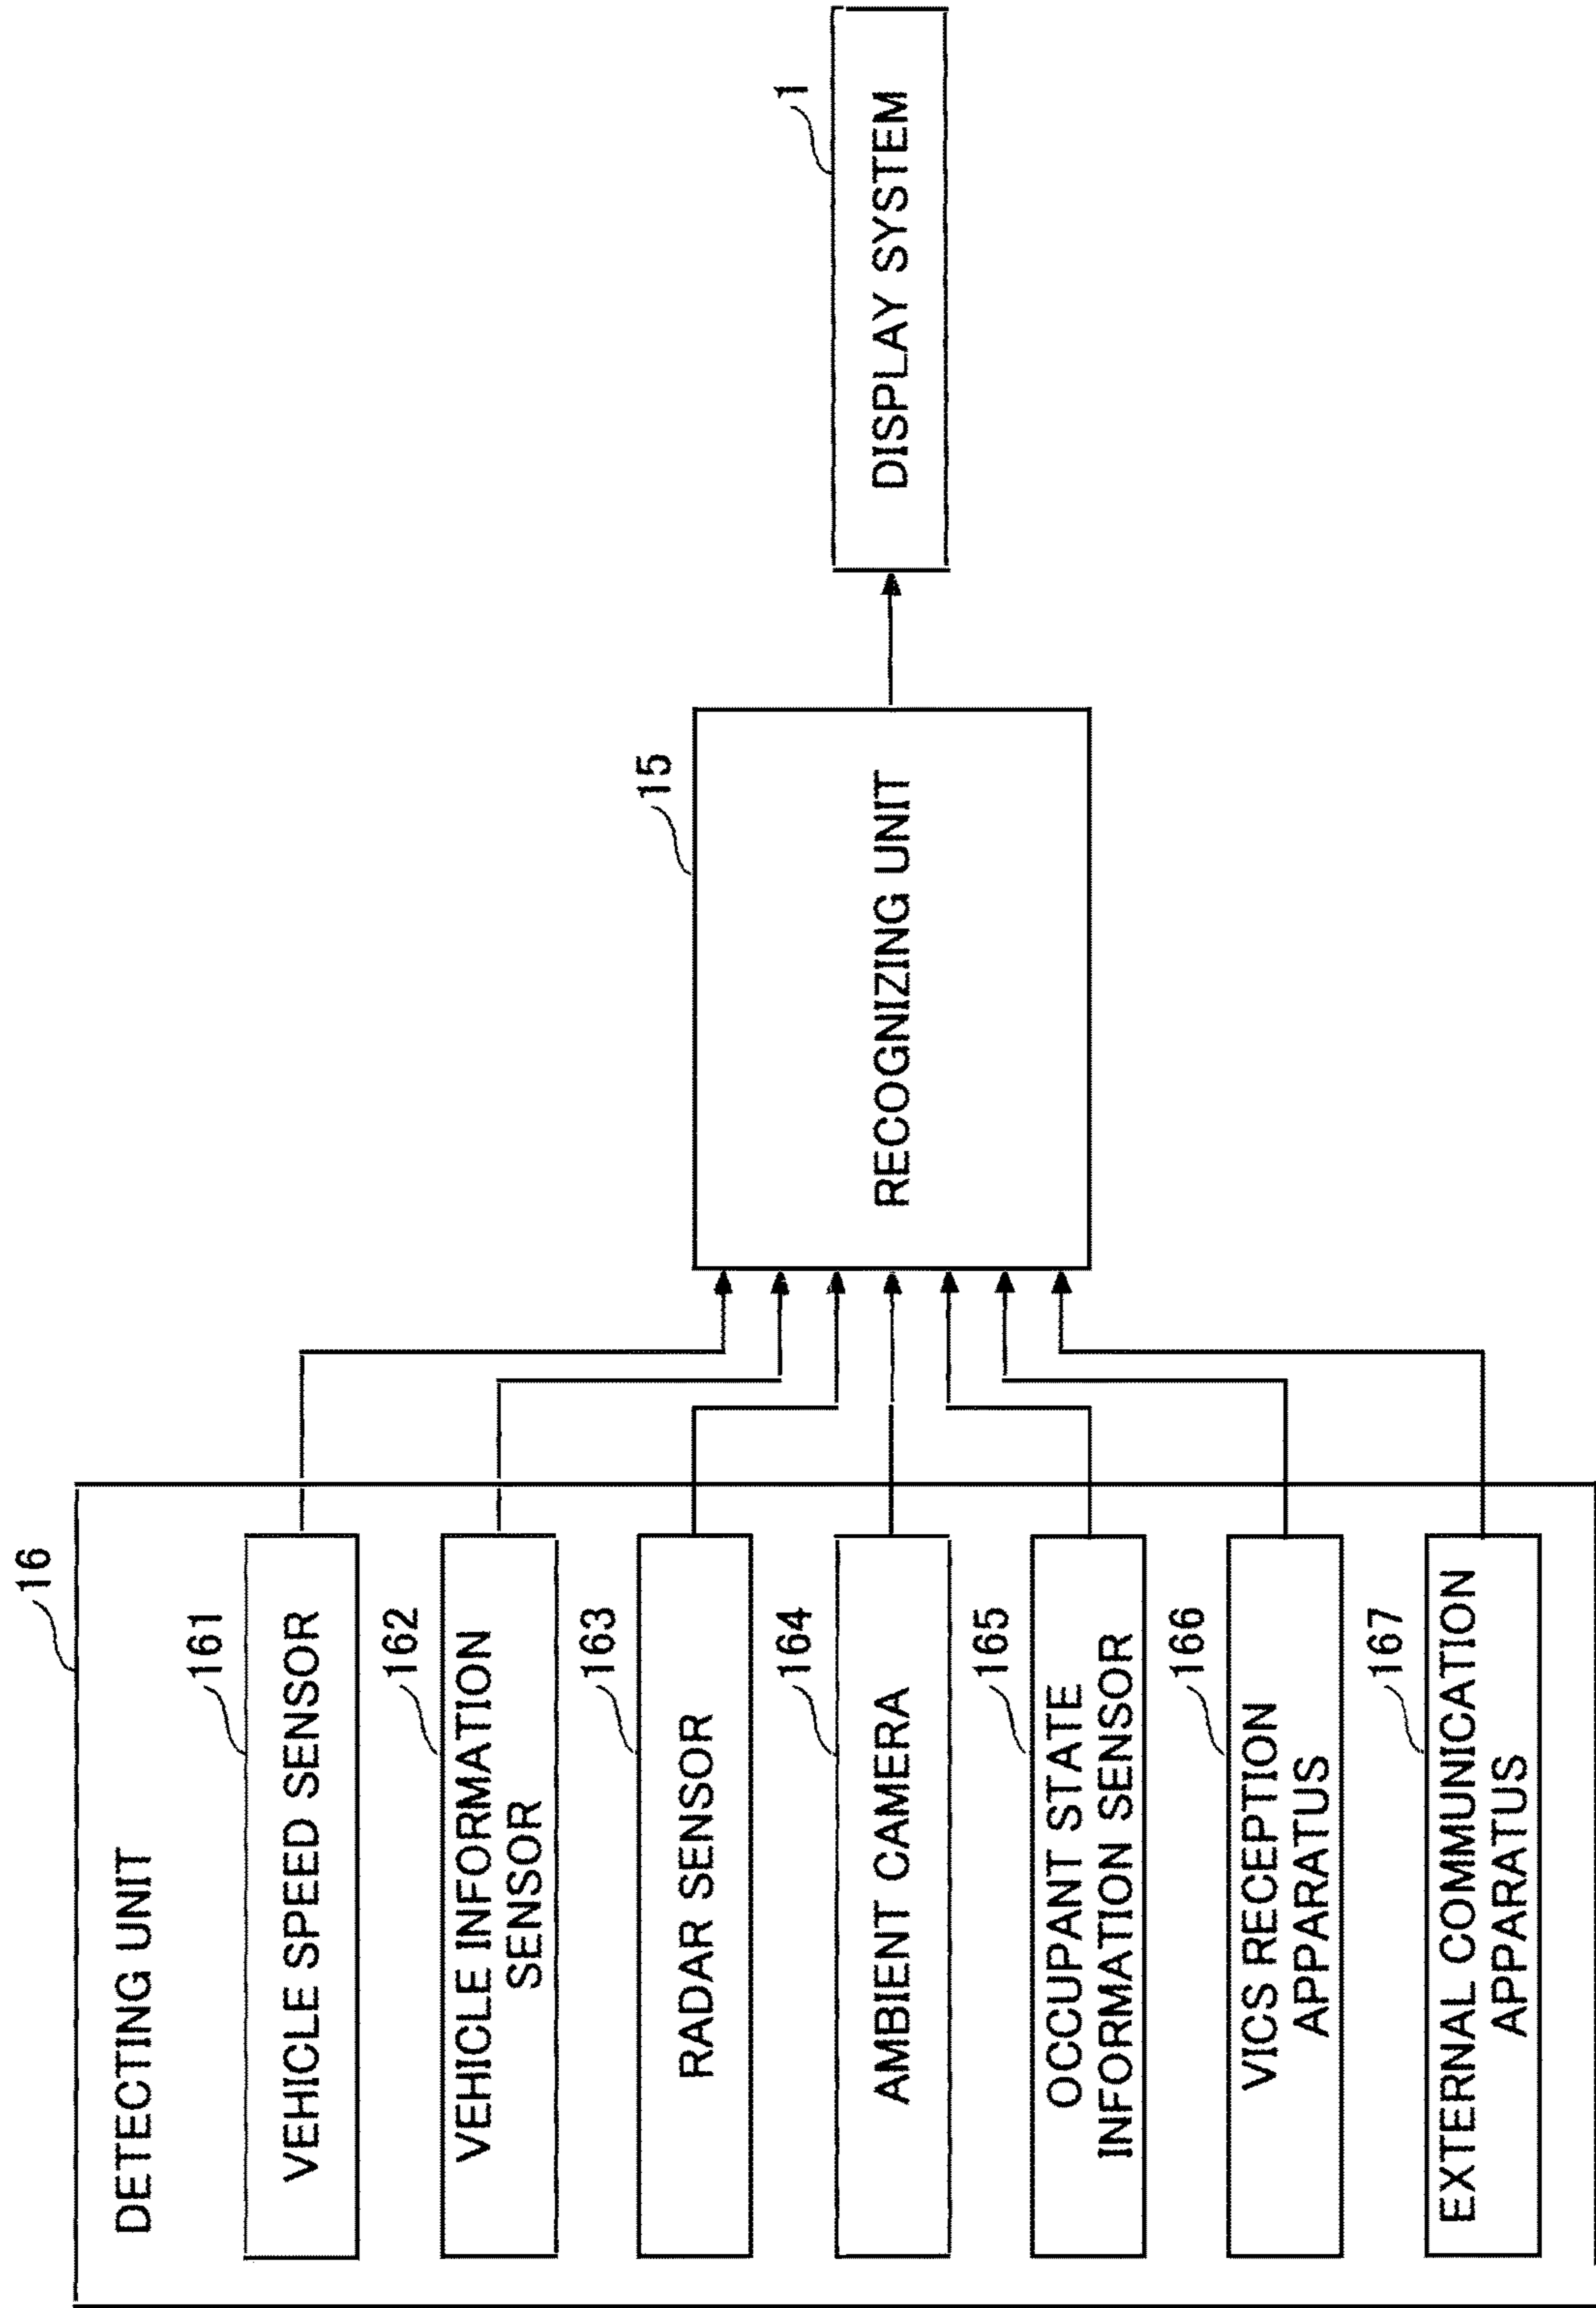 16
DETECTING UNIT
161
VEHICLE SPEED SENSOR
162
VEHICLE INFORMATION
SENSOR
163
RADAR SENSOR
164
AMBIENT CAMERA
165
OCCUPANT STATE
INFORMATION SENSOR
166
VICS RECEPTION
APPARATUS
167
EXTERNAL COMMUNICATION
APPARATUS
15
RECOGNIZING UNIT
1
DISPLAY SYSTEM